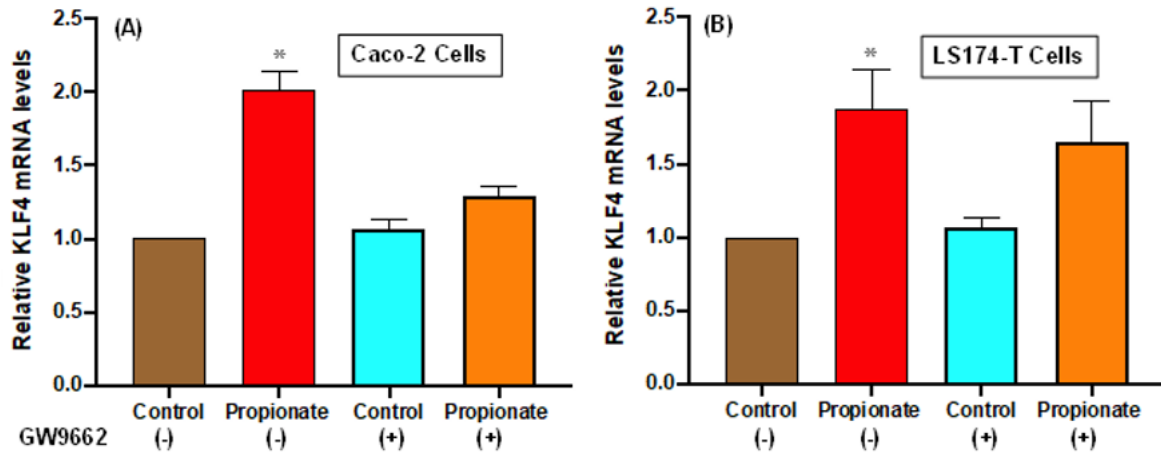 (A)
Caco-2 Cells
*
Relative KLF4 mRNA levels
2.5
2.0
1.5
1.0
0.5
0.0
Control Propionate Control Propionate
GW9662 (-) (-) (+) (+)
(B)
LS174-T Cells
*
Relative KLF4 mRNA levels
2.5
2.0
1.5
1.0
0.5
0.0
Control Propionate Control Propionate
(-) (-) (+) (+)